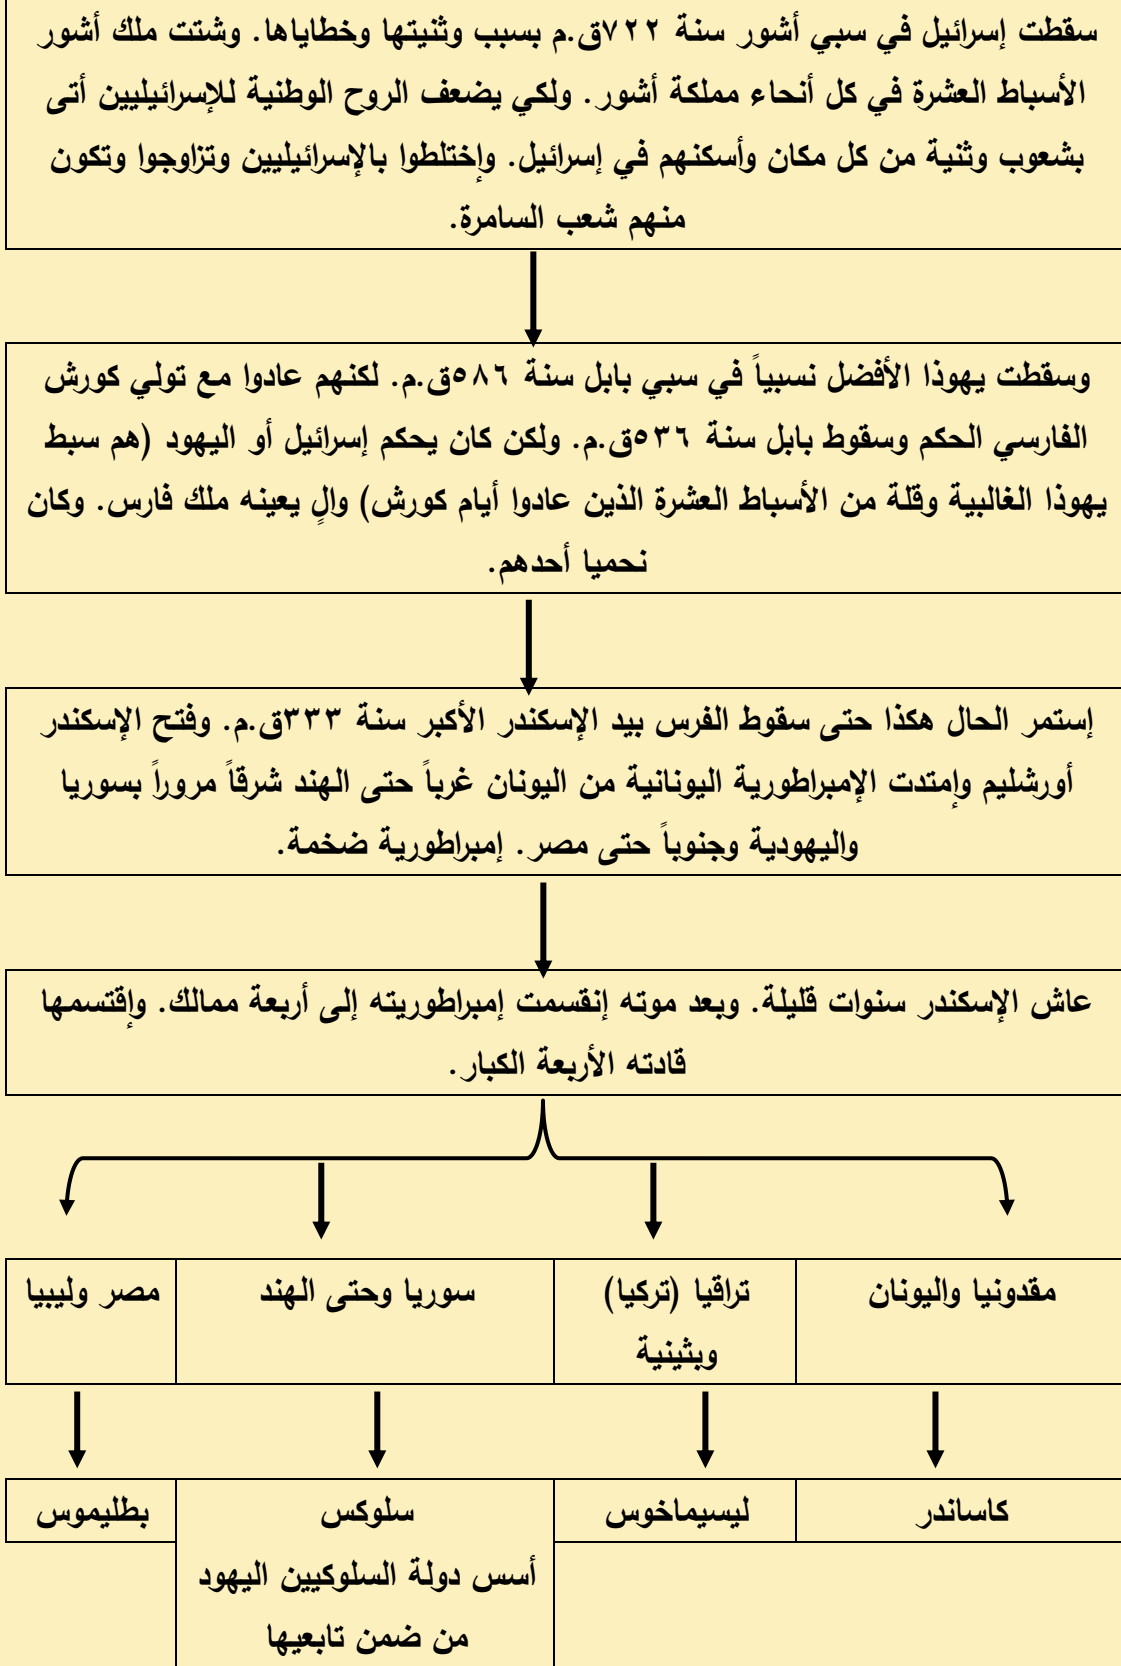 سقطت إسرائيل في سبي أشور سنة ٧٢٢ق.م بسبب وثنيتها وخطاياها. وشتت ملك أشور
الأسباط العشرة في كل أنحاء مملكة أشور. ولكي يضعف الروح الوطنية للإسرائيليين أتى
بشعوب وثنية من كل مكان وأسكنهم في إسرائيل. وإختلطوا بالإسرائيليين وتزاوجوا وتكون
منهم شعب السامرة.
وسقطت يهوذا الأفضل نسبياً في سبي بابل سنة ٥٨٦ق.م. لكنهم عادوا مع تولي كورش
الفارسي الحكم وسقوط بابل سنة ٥٣٦ق.م. ولكن كان يحكم إسرائيل أو اليهود (هم سبط
يهوذا الغالبية وقلة من الأسباط العشرة الذين عادوا أيام كورش) والٍ يعينه ملك فارس. وكان
نحميا أحدهم.
إستمر الحال هكذا حتى سقوط الفرس بيد الإسكندر الأكبر سنة ٣٣٣ق.م. وفتح الإسكندر
أورشليم وإمتدت الإمبراطورية اليونانية من اليونان غرباً حتى الهند شرقاً مروراً بسوريا
واليهودية وجنوباً حتى مصر. إمبراطورية ضخمة.
عاش الإسكندر سنوات قليلة. وبعد موته إنقسمت إمبراطوريته إلى أربعة ممالك. وإقتسمها
قادته الأربعة الكبار.
مقدونيا واليونان
تراقيا (تركيا)
وبثينية
سوريا وحتى الهند
مصر وليبيا
كاساندر
ليسيماخوس
سلوكس
أسس دولة السلوكيين اليهود
من ضمن تابعيها
بطليموس